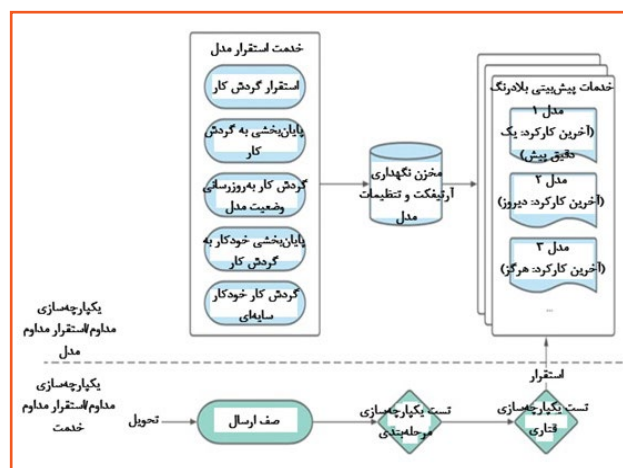 خدمت استقرار مدل
استقرار گردش کار
پایان‌بخشی به گردش
کار
گردش کار به‌روزرسانی
وضعیت مدل
پایان‌بخشی خودکار به
گردش کار
گردش کار خودکار
سایه‌ای
مخزن نگهداری
آرتیفکت و تنظیمات
مدل
خدمات پیش‌بینی بلادرنگ
مدل ۱
(آخرین کارکرد: یک
دقیق پیش)
مدل ۲
(آخرین کارکرد: دیروز)
مدل ۳
(آخرین کارکرد: هرگز)
...
یکپارچه‌سازی
مداوم/استقرار مداوم
مدل
یکپارچه‌سازی
مداوم/استقرار مداوم
خدمت
تحویل
صف ارسال
تست یکپارچه‌سازی
مرحله‌بندی
تست یکپارچه‌سازی
قناری
استقرار